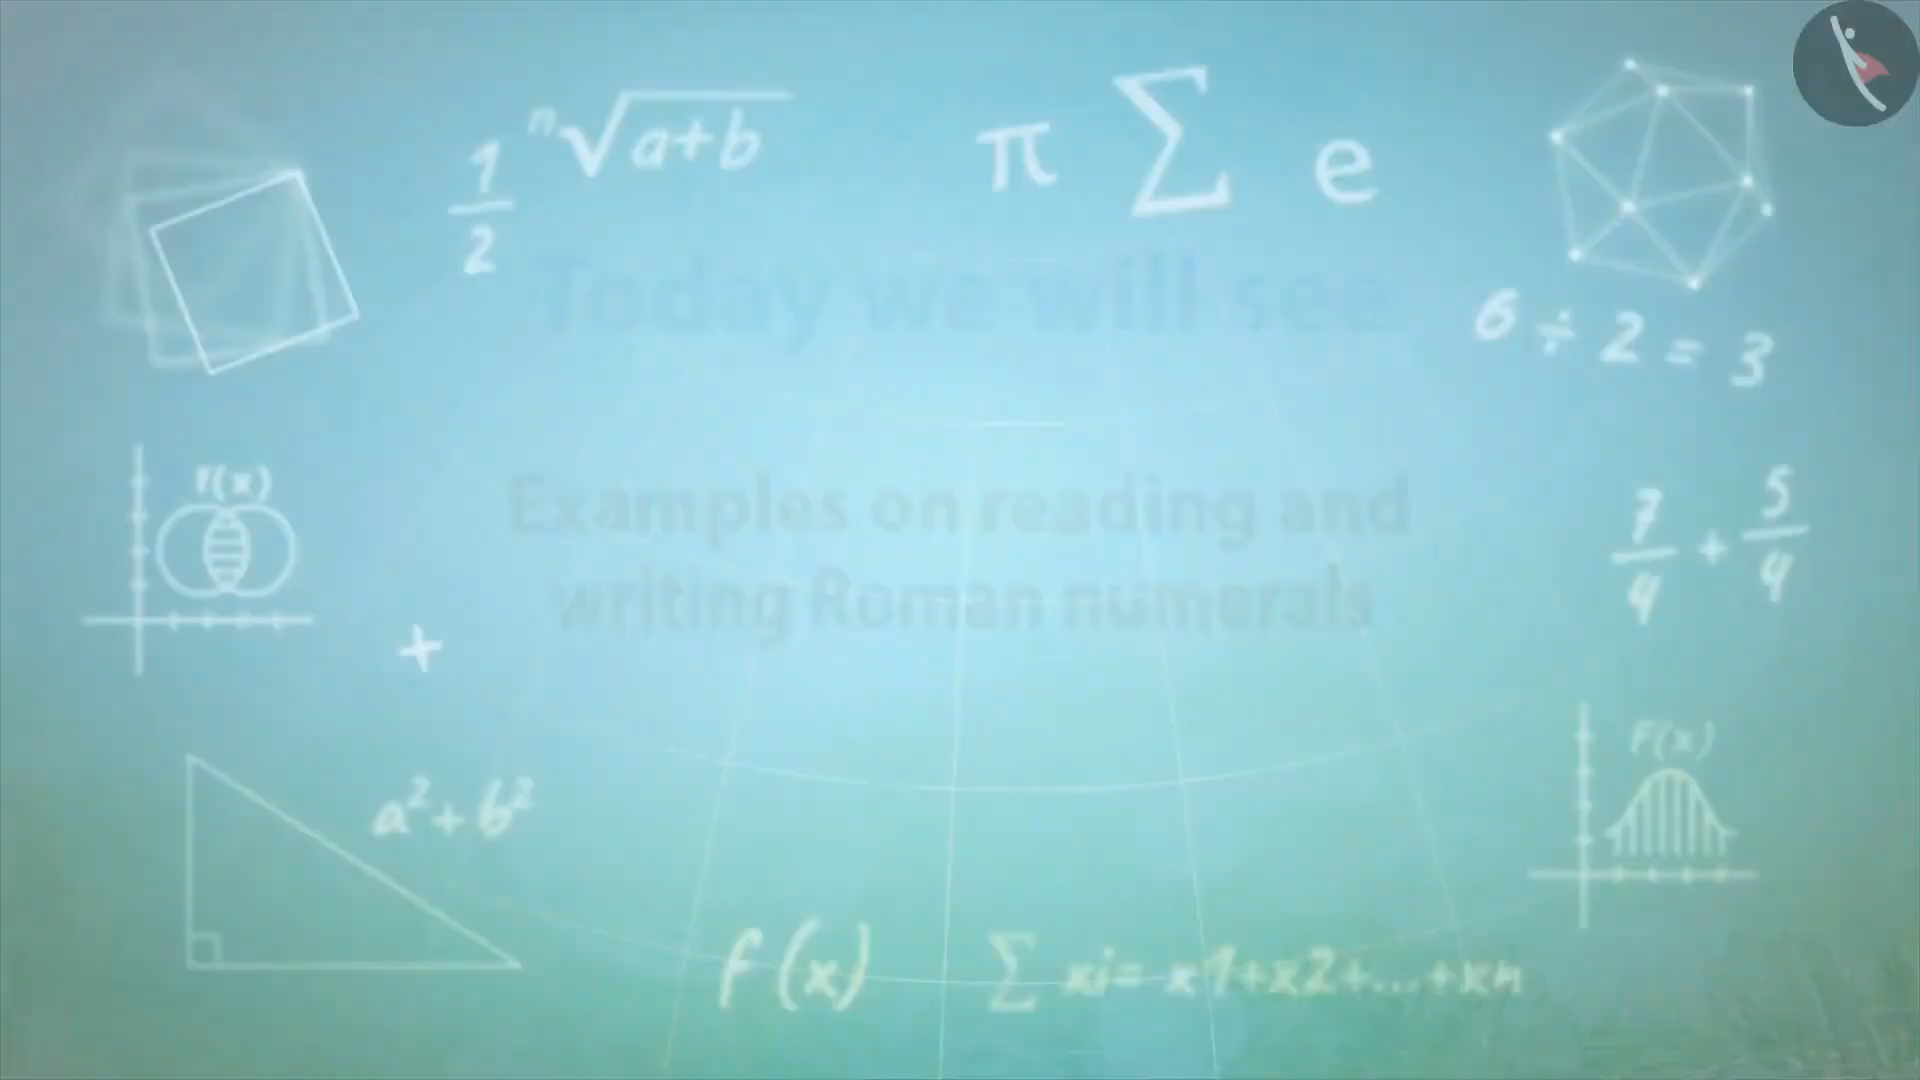 n√a+b
π Σ e
1/2
Today we will see
6 ÷ 2 = 3
F(x)
Examples on reading and
writing Roman numerals
7/4 + 5/4
+
F(x)
a²+b²
f(x)
Σ xi= x1+x2+...+xn